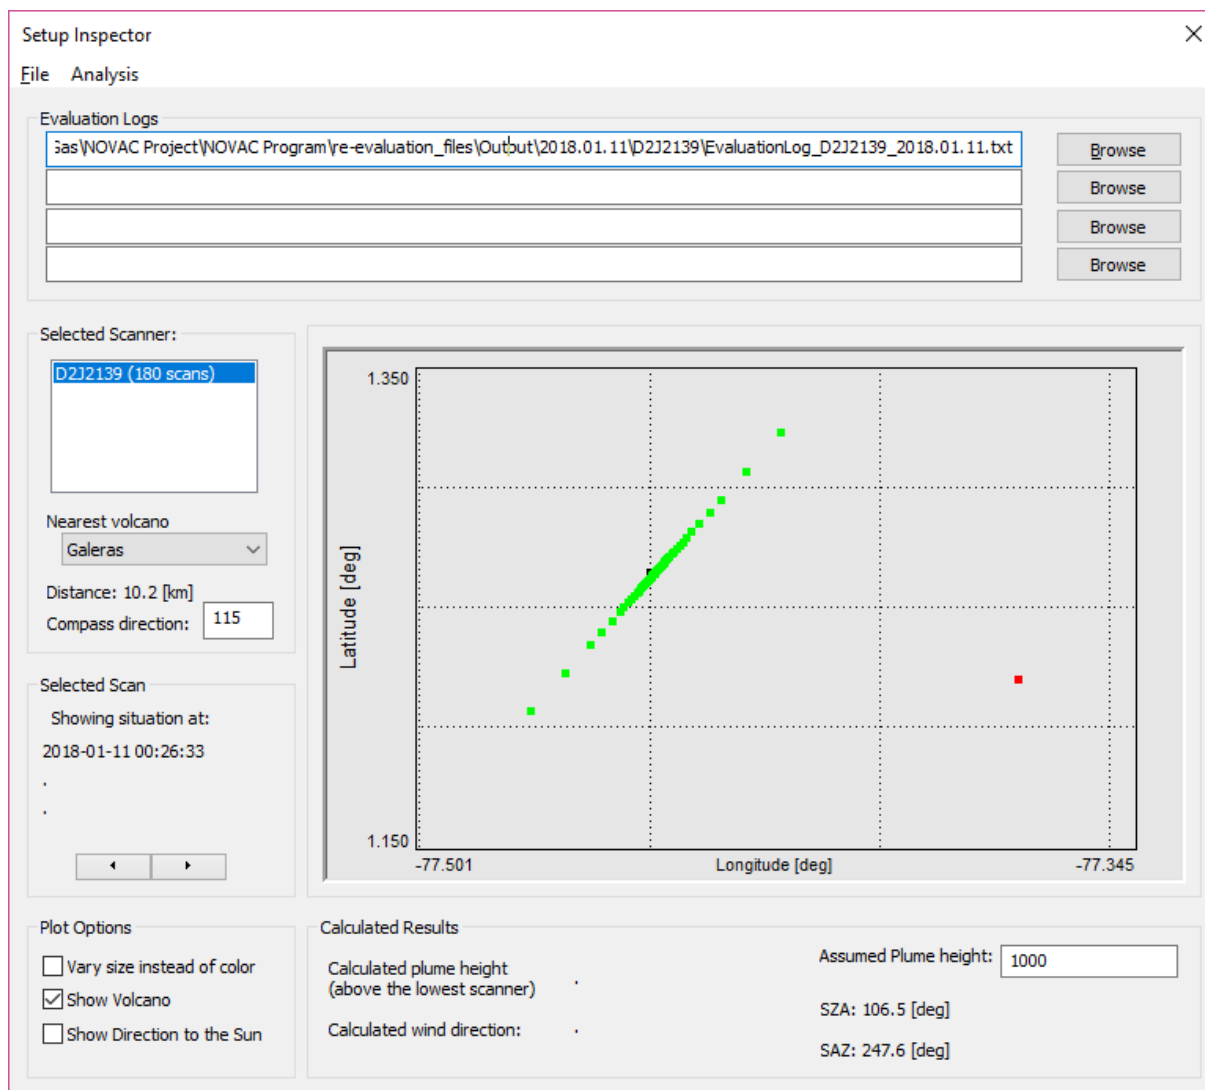 Setup Inspector
File Analysis
Evaluation Logs
Gas\NOVAC Project\NOVAC Program\re-evaluation_files\Output\2018.01.11\D2J2139\EvaluationLog_D2J2139_2018.01.11.txt
Browse
Browse
Browse
Browse
Selected Scanner:
D2J2139 (180 scans)
Nearest volcano
Galeras
Distance: 10.2 [km]
Compass direction: 115
Selected Scan
Showing situation at:
2018-01-11 00:26:33
.
.
1.350
Latitude [deg]
1.150
-77.501 Longitude [deg] -77.345
Plot Options
Vary size instead of color
Show Volcano
Show Direction to the Sun
Calculated Results
Calculated plume height
(above the lowest scanner) .
Calculated wind direction: .
Assumed Plume height: 1000
SZA: 106.5 [deg]
SAZ: 247.6 [deg]